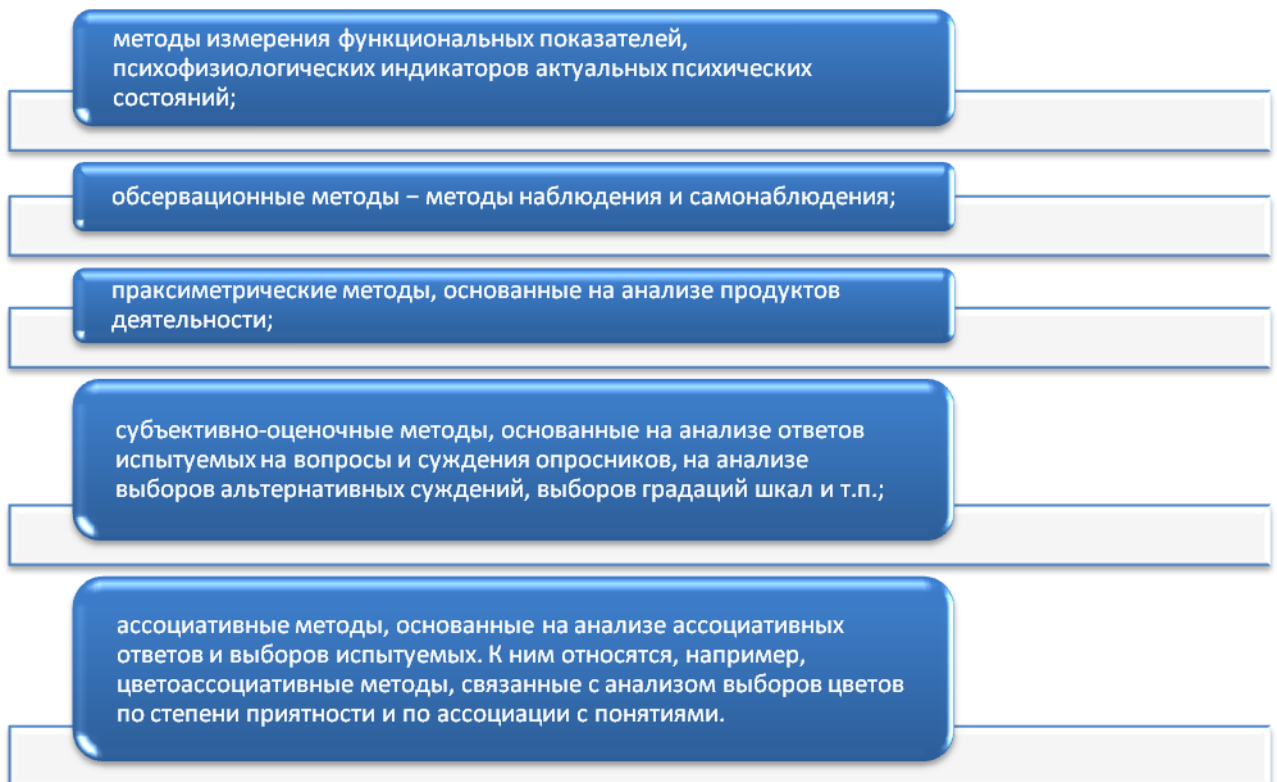 методы измерения функциональных показателей,
психофизиологических индикаторов актуальных психических
состояний;
обсервационные методы – методы наблюдения и самонаблюдения;
праксиметрические методы, основанные на анализе продуктов
деятельности;
субъективно-оценочные методы, основанные на анализе ответов
испытуемых на вопросы и суждения опросников, на анализе
выборов альтернативных суждений, выборов градаций шкал и т.п.;
ассоциативные методы, основанные на анализе ассоциативных
ответов и выборов испытуемых. К ним относятся, например,
цветоассоциативные методы, связанные с анализом выборов цветов
по степени приятности и по ассоциации с понятиями.